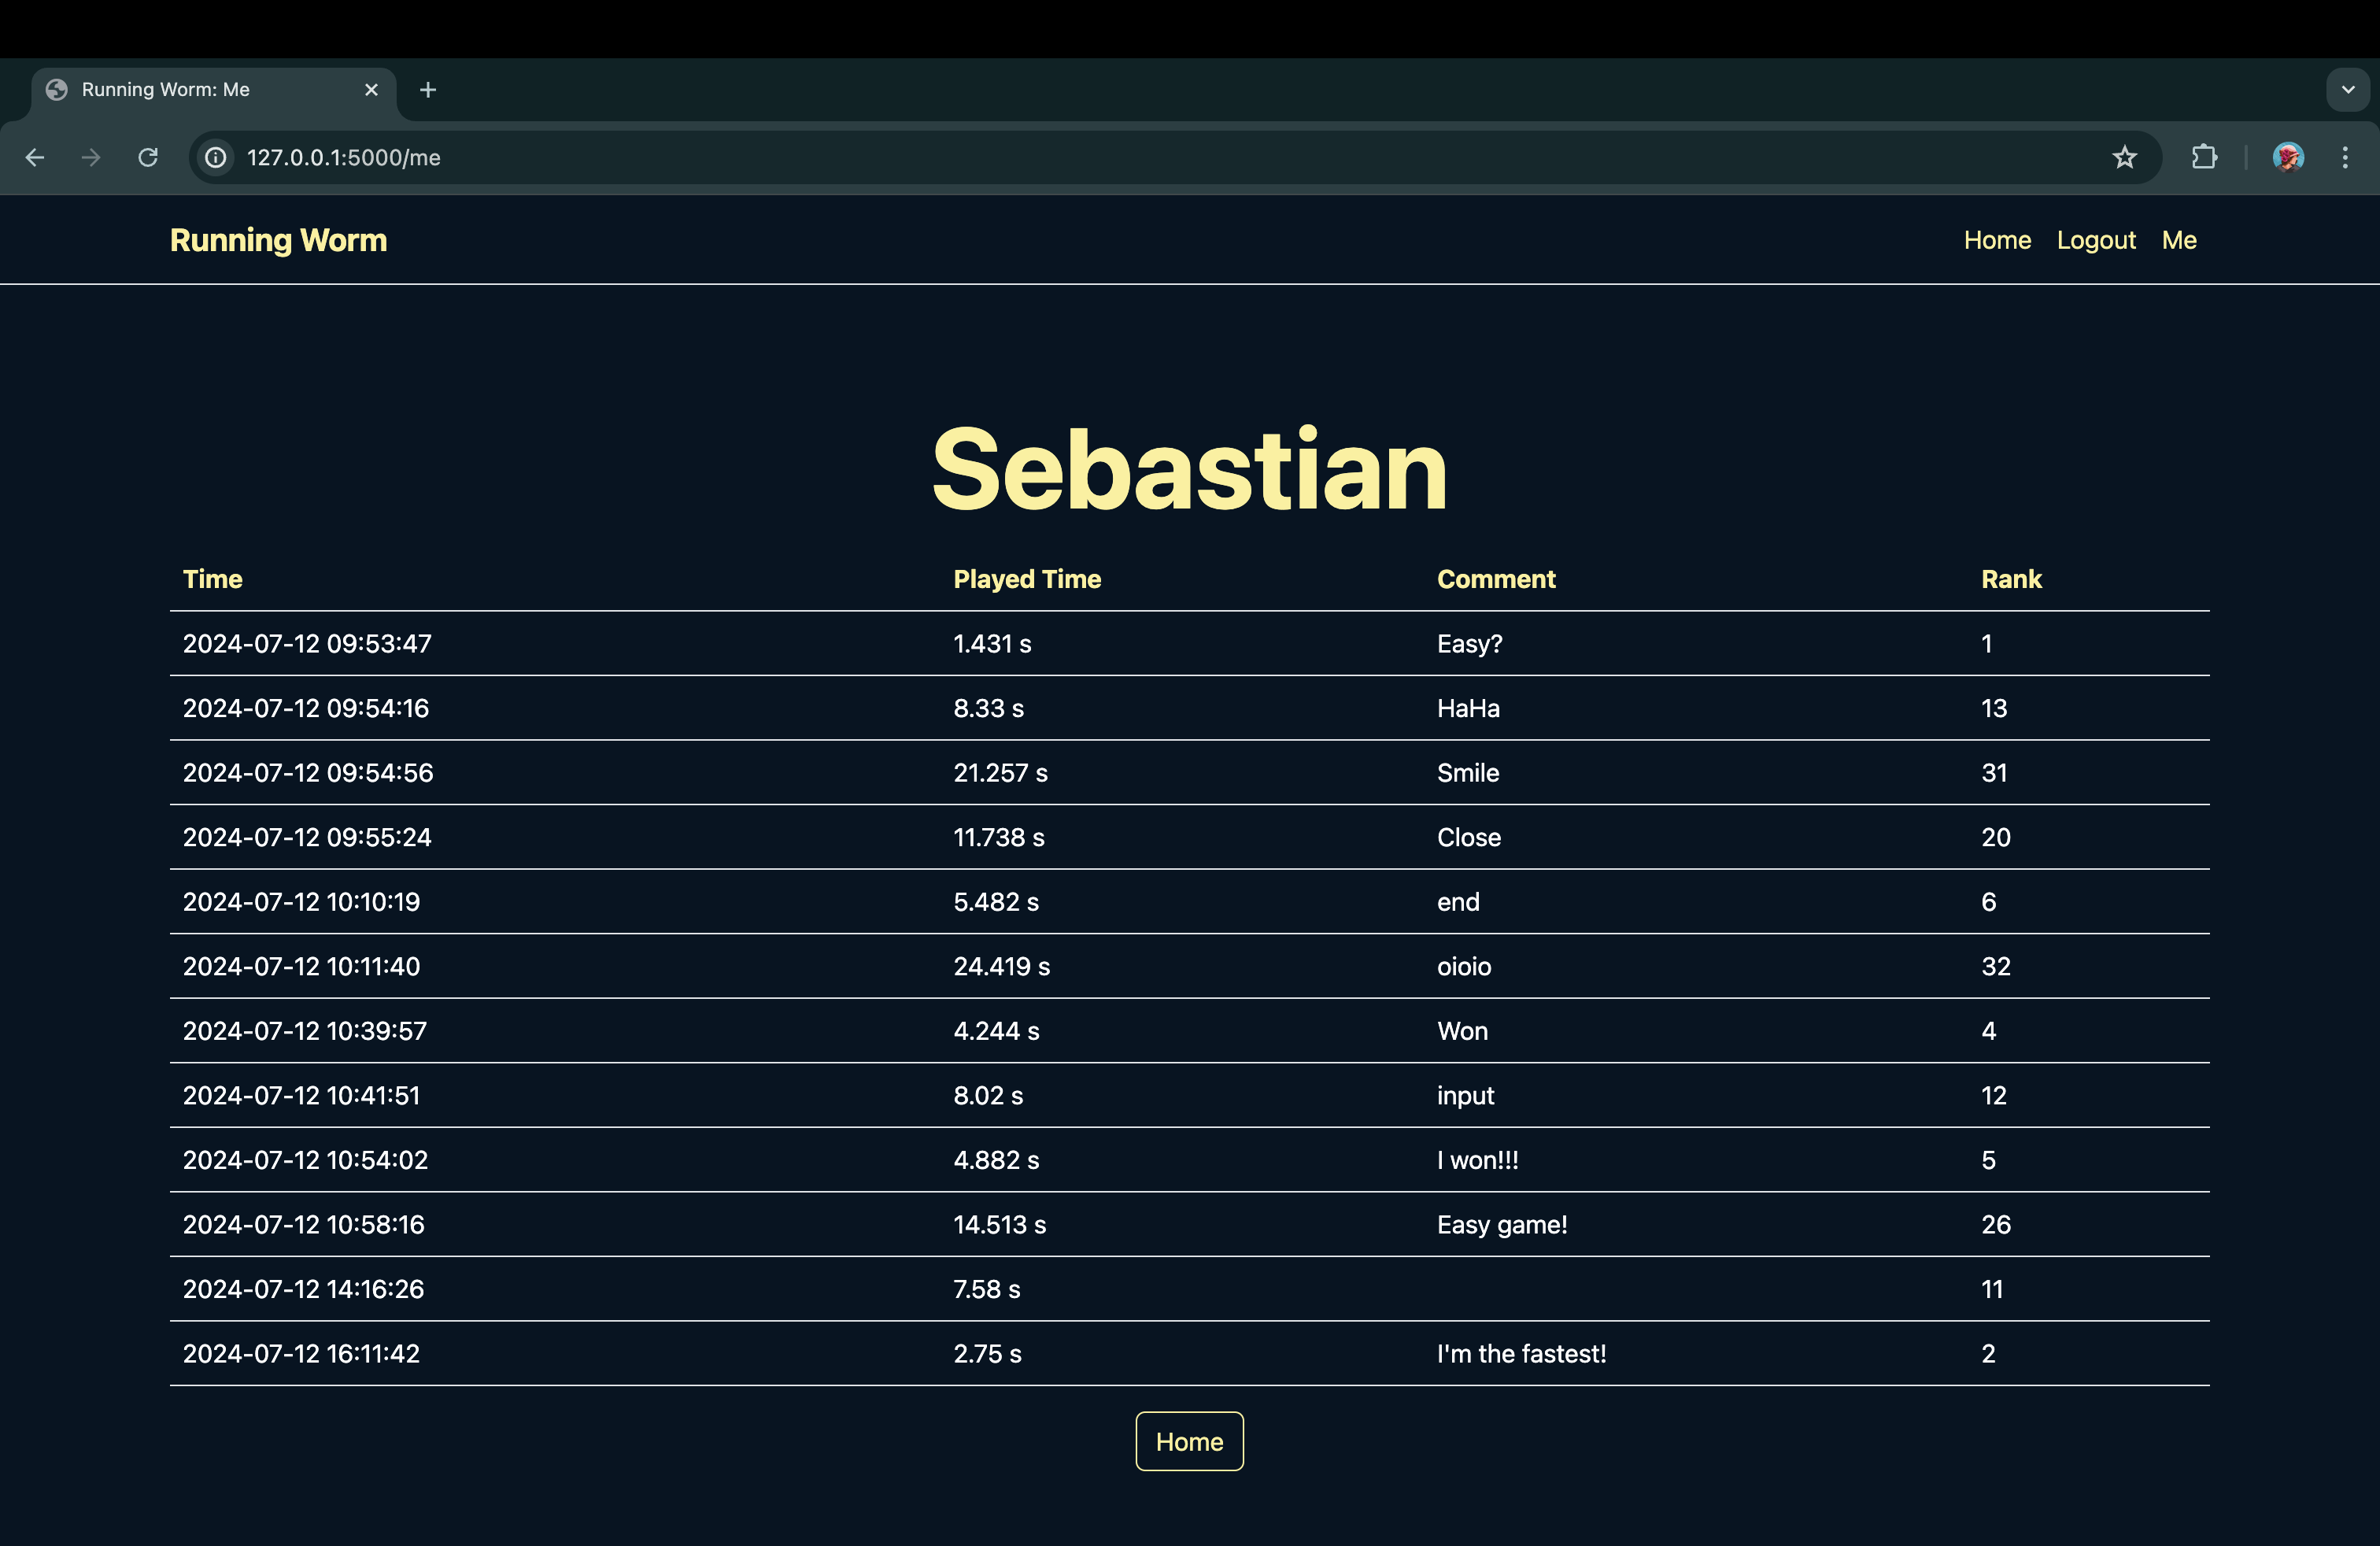 Running Worm: Me
127.0.0.1:5000/me
Running Worm Home Logout Me
Sebastian
Time Played Time Comment Rank
2024-07-12 09:53:47 1.431 s Easy? 1
2024-07-12 09:54:16 8.33 s HaHa 13
2024-07-12 09:54:56 21.257 s Smile 31
2024-07-12 09:55:24 11.738 s Close 20
2024-07-12 10:10:19 5.482 s end 6
2024-07-12 10:11:40 24.419 s oioio 32
2024-07-12 10:39:57 4.244 s Won 4
2024-07-12 10:41:51 8.02 s input 12
2024-07-12 10:54:02 4.882 s I won!!! 5
2024-07-12 10:58:16 14.513 s Easy game! 26
2024-07-12 14:16:26 7.58 s 11
2024-07-12 16:11:42 2.75 s I'm the fastest! 2
Home